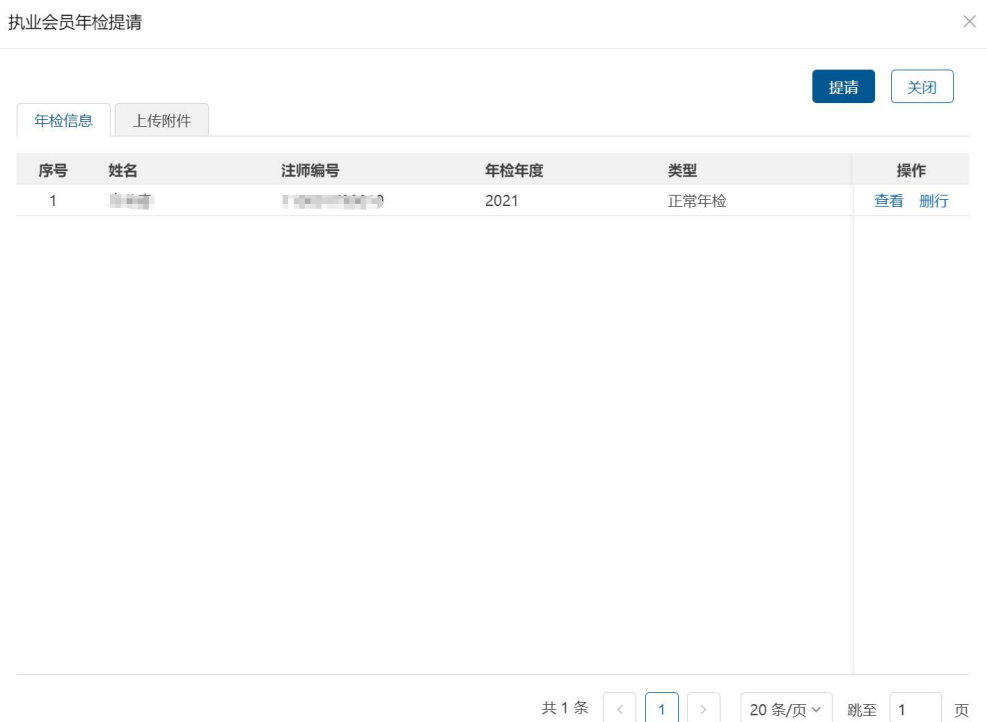 执业会员年检提请
提请 关闭
年检信息 上传附件
序号 姓名 注师编号 年检年度 类型 操作
1 2021 正常年检 查看 删行
共 1 条 1 20 条/页 跳至 1 页